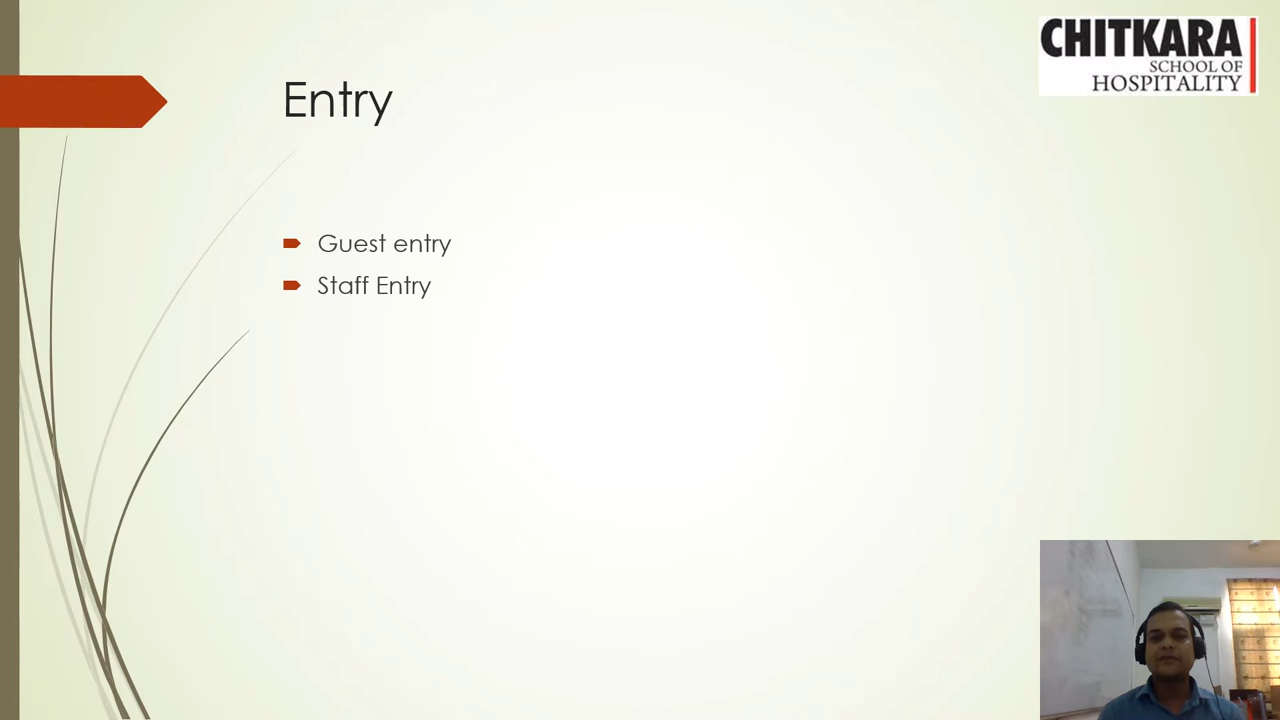 CHITKARA
SCHOOL OF
HOSPITALITY
Entry
Guest entry
Staff Entry